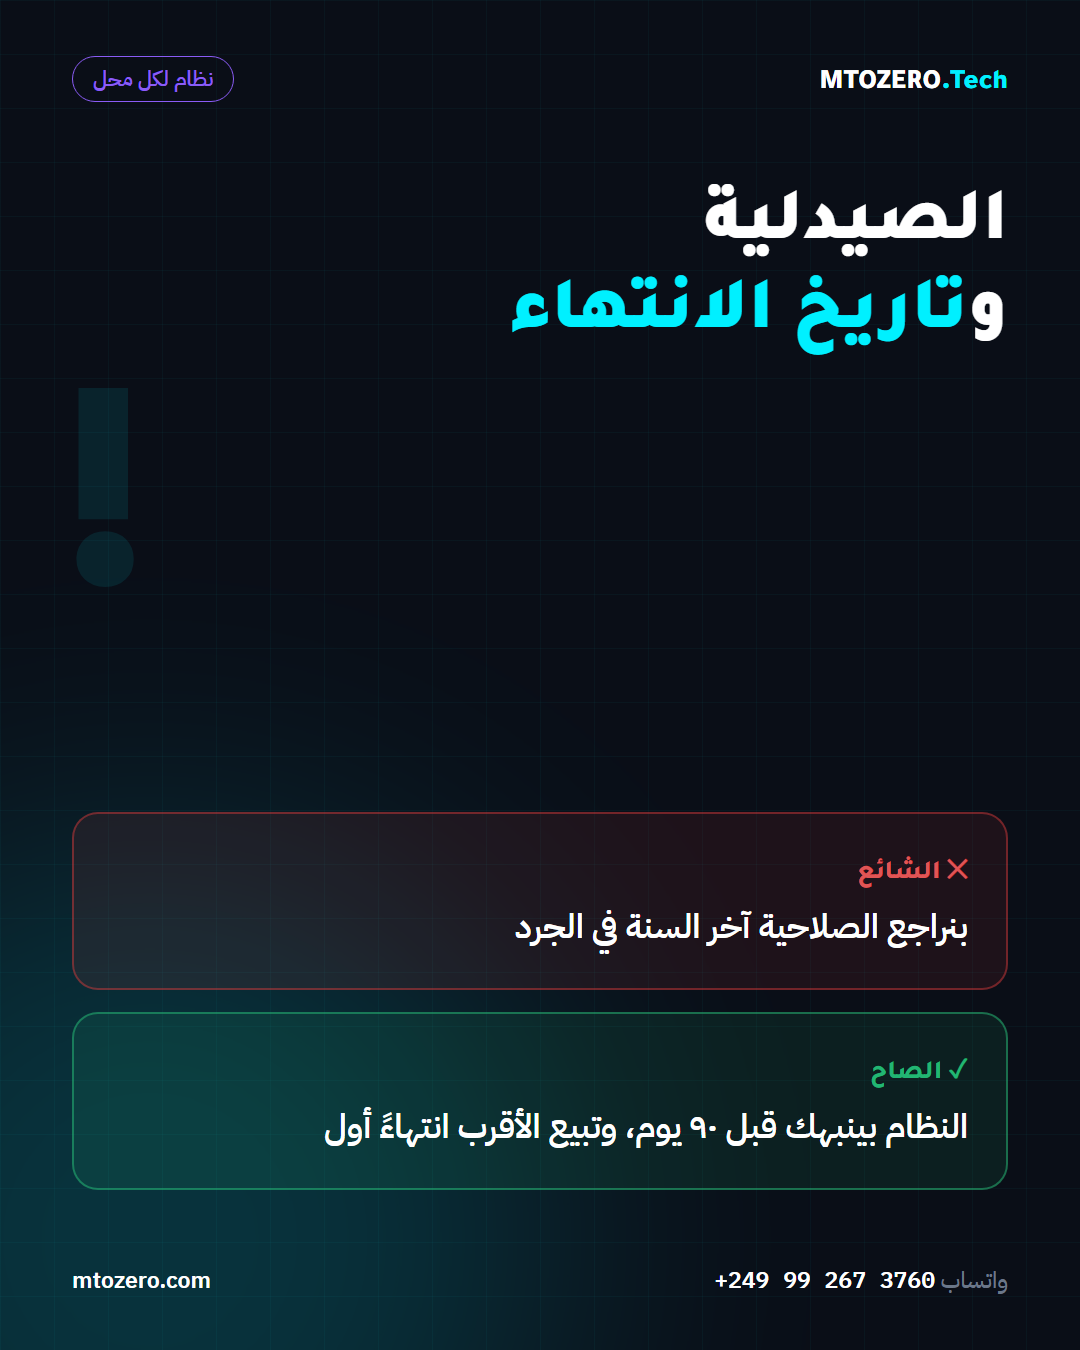 MTOZERO.Tech
نظام لكل محل
الصيدلية
وتاريخ الانتهاء
!
✕ الشائع
بنراجع الصلاحية آخر السنة في الجرد
✓ الصاح
النظام بينبهك قبل ٩٠ يوم، وتبيع الأقرب انتهاءً أول
واتساب +249 99 267 3760
mtozero.com